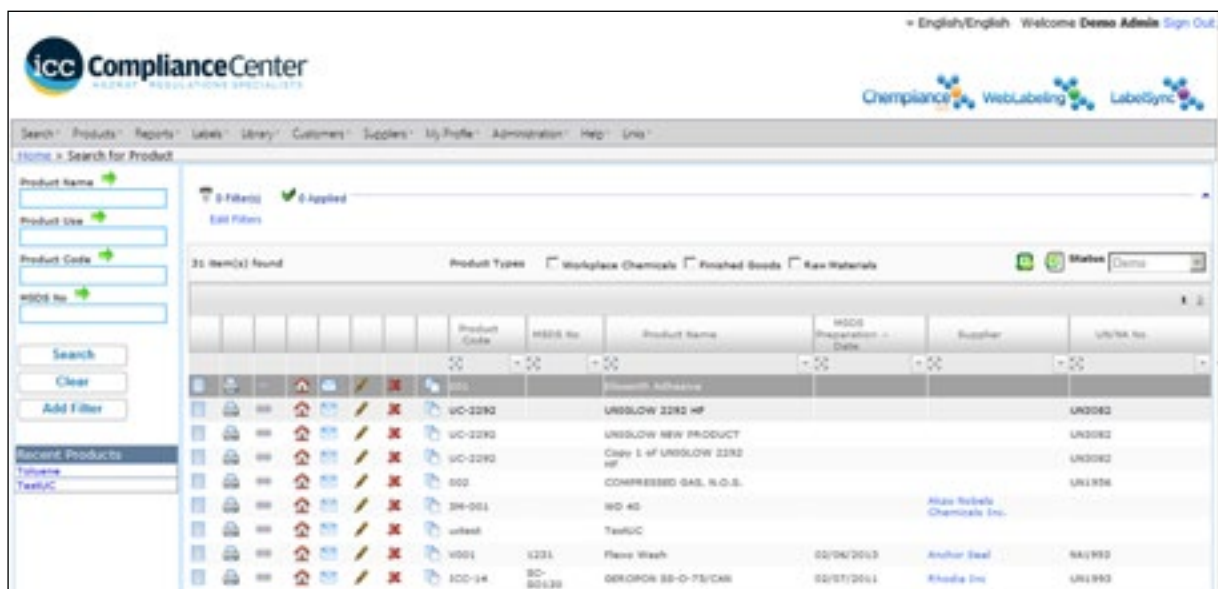 English/English Welcome Demo Admin Sign Out
icc ComplianceCenter
HAZMAT REGULATIONS SPECIALISTS
Chempliance WebLabeling LabelSync
Search Products Reports Labels Library Customers Suppliers My Profile Administration Help Links
Home > Search for Product
Product Name
0 Filter(s) 0 Applied
Product Use
Edit Filters
Product Code
31 item(s) found Product Types Workplace Chemicals Finished Goods Raw Materials Status Demo
MSDS No
1 2
Product Code MSDS No Product Name MSDS Preparation Date Supplier UN/NA No
Search
Clear
Add Filter
001 Adhesive
UC-2292 UNIGLOW 2292 HF UN3082
UC-2292 UNIGLOW NEW PRODUCT UN3082
Recent Products
Toluene
TestUC
UC-2292 Copy 1 of UNIGLOW 2292 HF UN3082
002 COMPRESSED GAS, N.O.S. UN1956
SM-001 WD 40 Akzo Nobels Chemicals Inc.
TestUC
V001 1231 Flexo Wash Anchor Seal NA1993
ICC-14 GEROPON SS-O-75/CAN 02/07/2011 Rhodia Inc UN1993